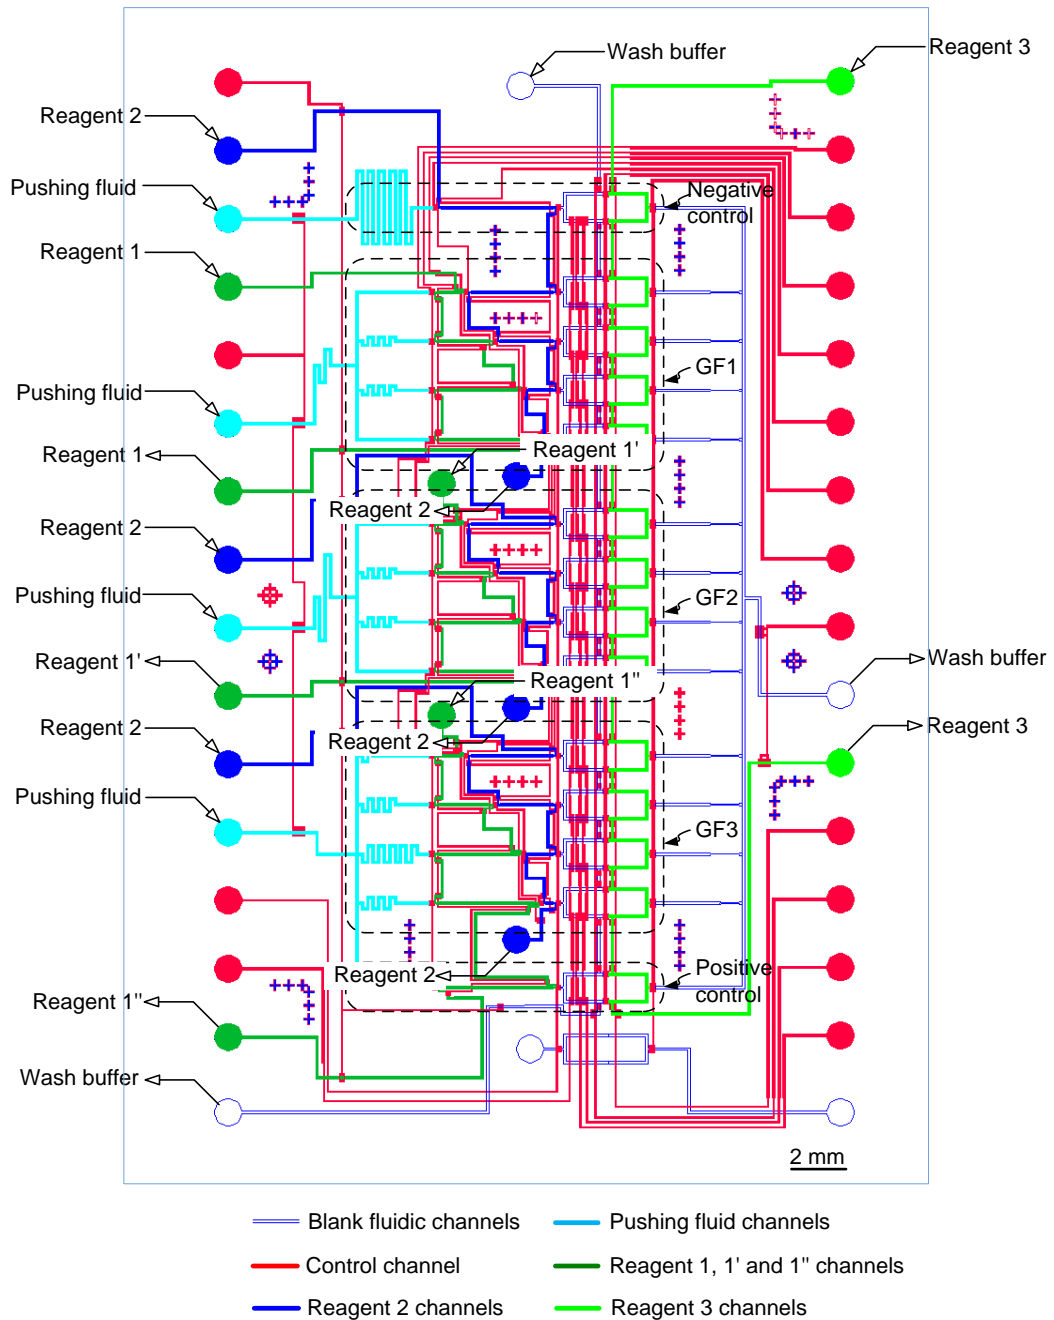 Wash buffer
Reagent 3
Reagent 2
Pushing fluid
Negative
control
Reagent 1
GF1
Pushing fluid
Reagent 1
Reagent 1'
Reagent 2
Reagent 2
Pushing fluid
GF2
Reagent 1'
Wash buffer
Reagent 1"
Reagent 2
Reagent 2
Reagent 3
Pushing fluid
GF3
Reagent 2
Positive
control
Reagent 1"
Wash buffer
2 mm
Blank fluidic channels
Pushing fluid channels
Control channel
Reagent 1, 1' and 1" channels
Reagent 2 channels
Reagent 3 channels